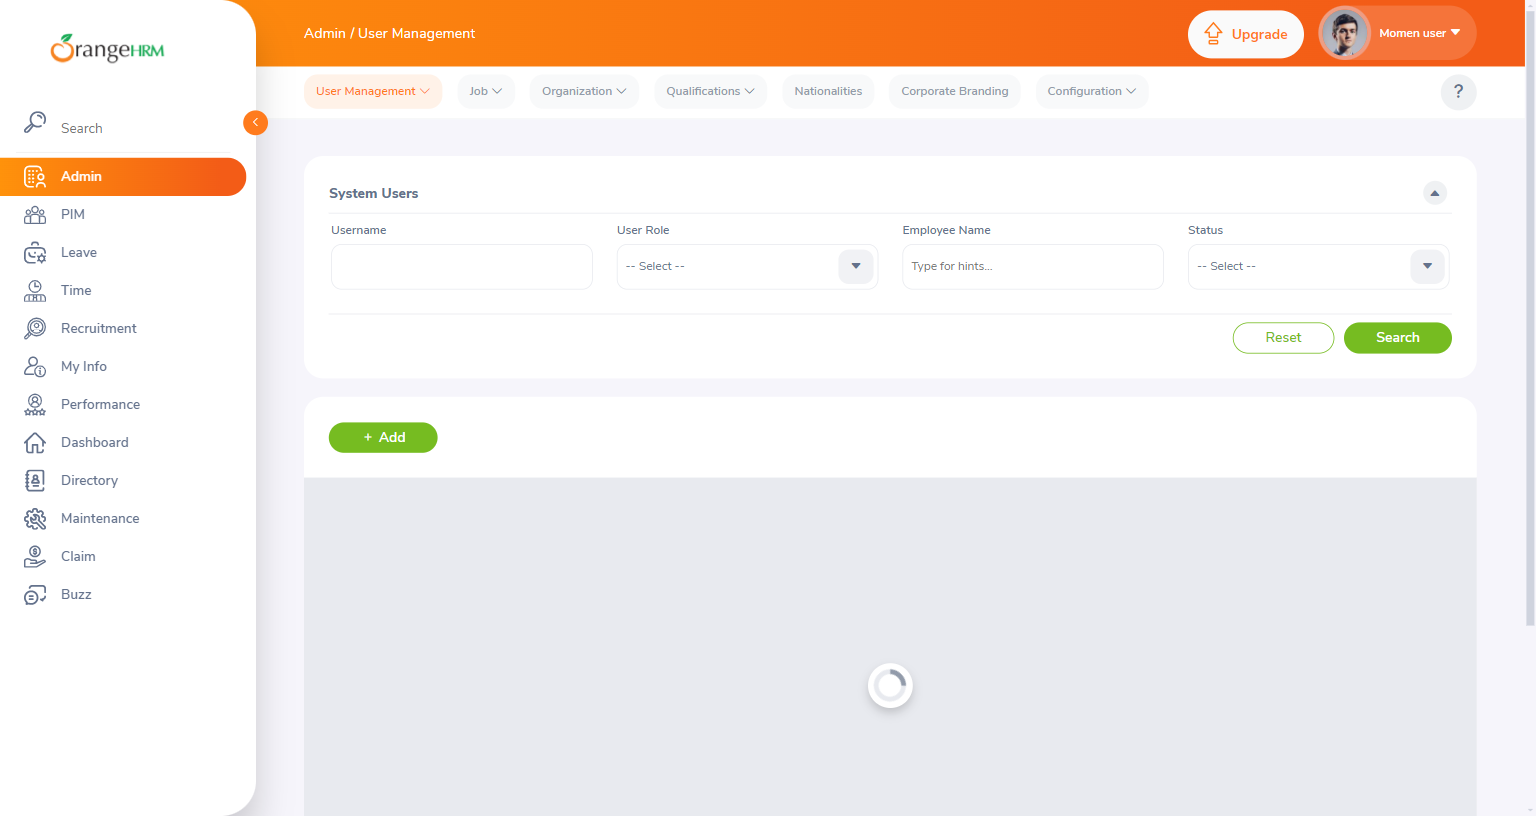 OrangeHRM
Search
Admin
PIM
Leave
Time
Recruitment
My Info
Performance
Dashboard
Directory
Maintenance
Claim
Buzz
Admin / User Management
Upgrade
Momen user
User Management
Job
Organization
Qualifications
Nationalities
Corporate Branding
Configuration
?
System Users
Username
User Role
Employee Name
Status
-- Select --
Type for hints...
-- Select --
Reset
Search
+ Add